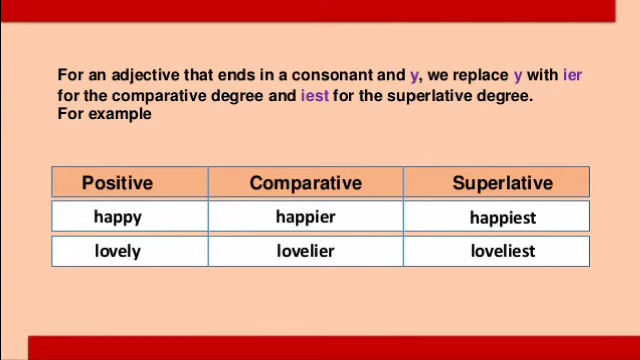 For an adjective that ends in a consonant and y, we replace y with ier
for the comparative degree and iest for the superlative degree.
For example
Positive Comparative Superlative
happy happier happiest
lovely lovelier loveliest